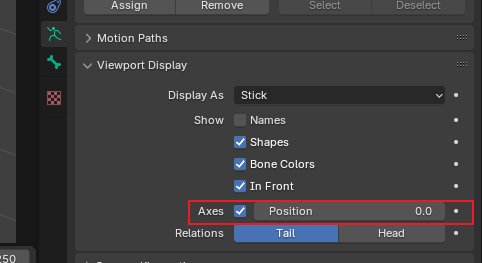 Assign Remove Select Deselect
Motion Paths
Viewport Display
Display As Stick
Show Names
Shapes
Bone Colors
In Front
Axes Position 0.0
Relations Tail Head
250